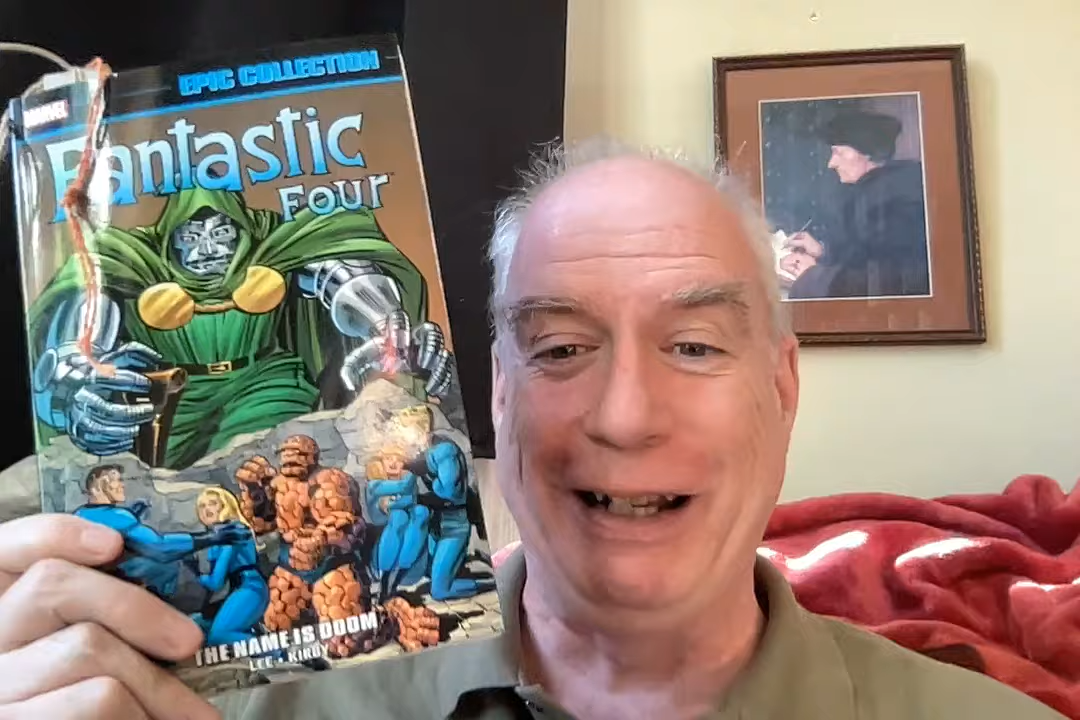 EPIC COLLECTION
MARVEL
Fantastic
Four
THE NAME IS DOOM
LEE • KIRBY